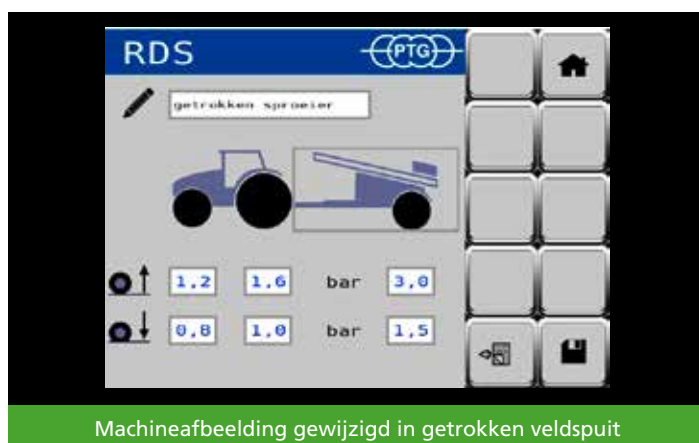 RDS
PTG
getrokken sproeier
1,2 1,6 bar 3,0
0,8 1,0 bar 1,5
Machineafbeelding gewijzigd in getrokken veldspuit